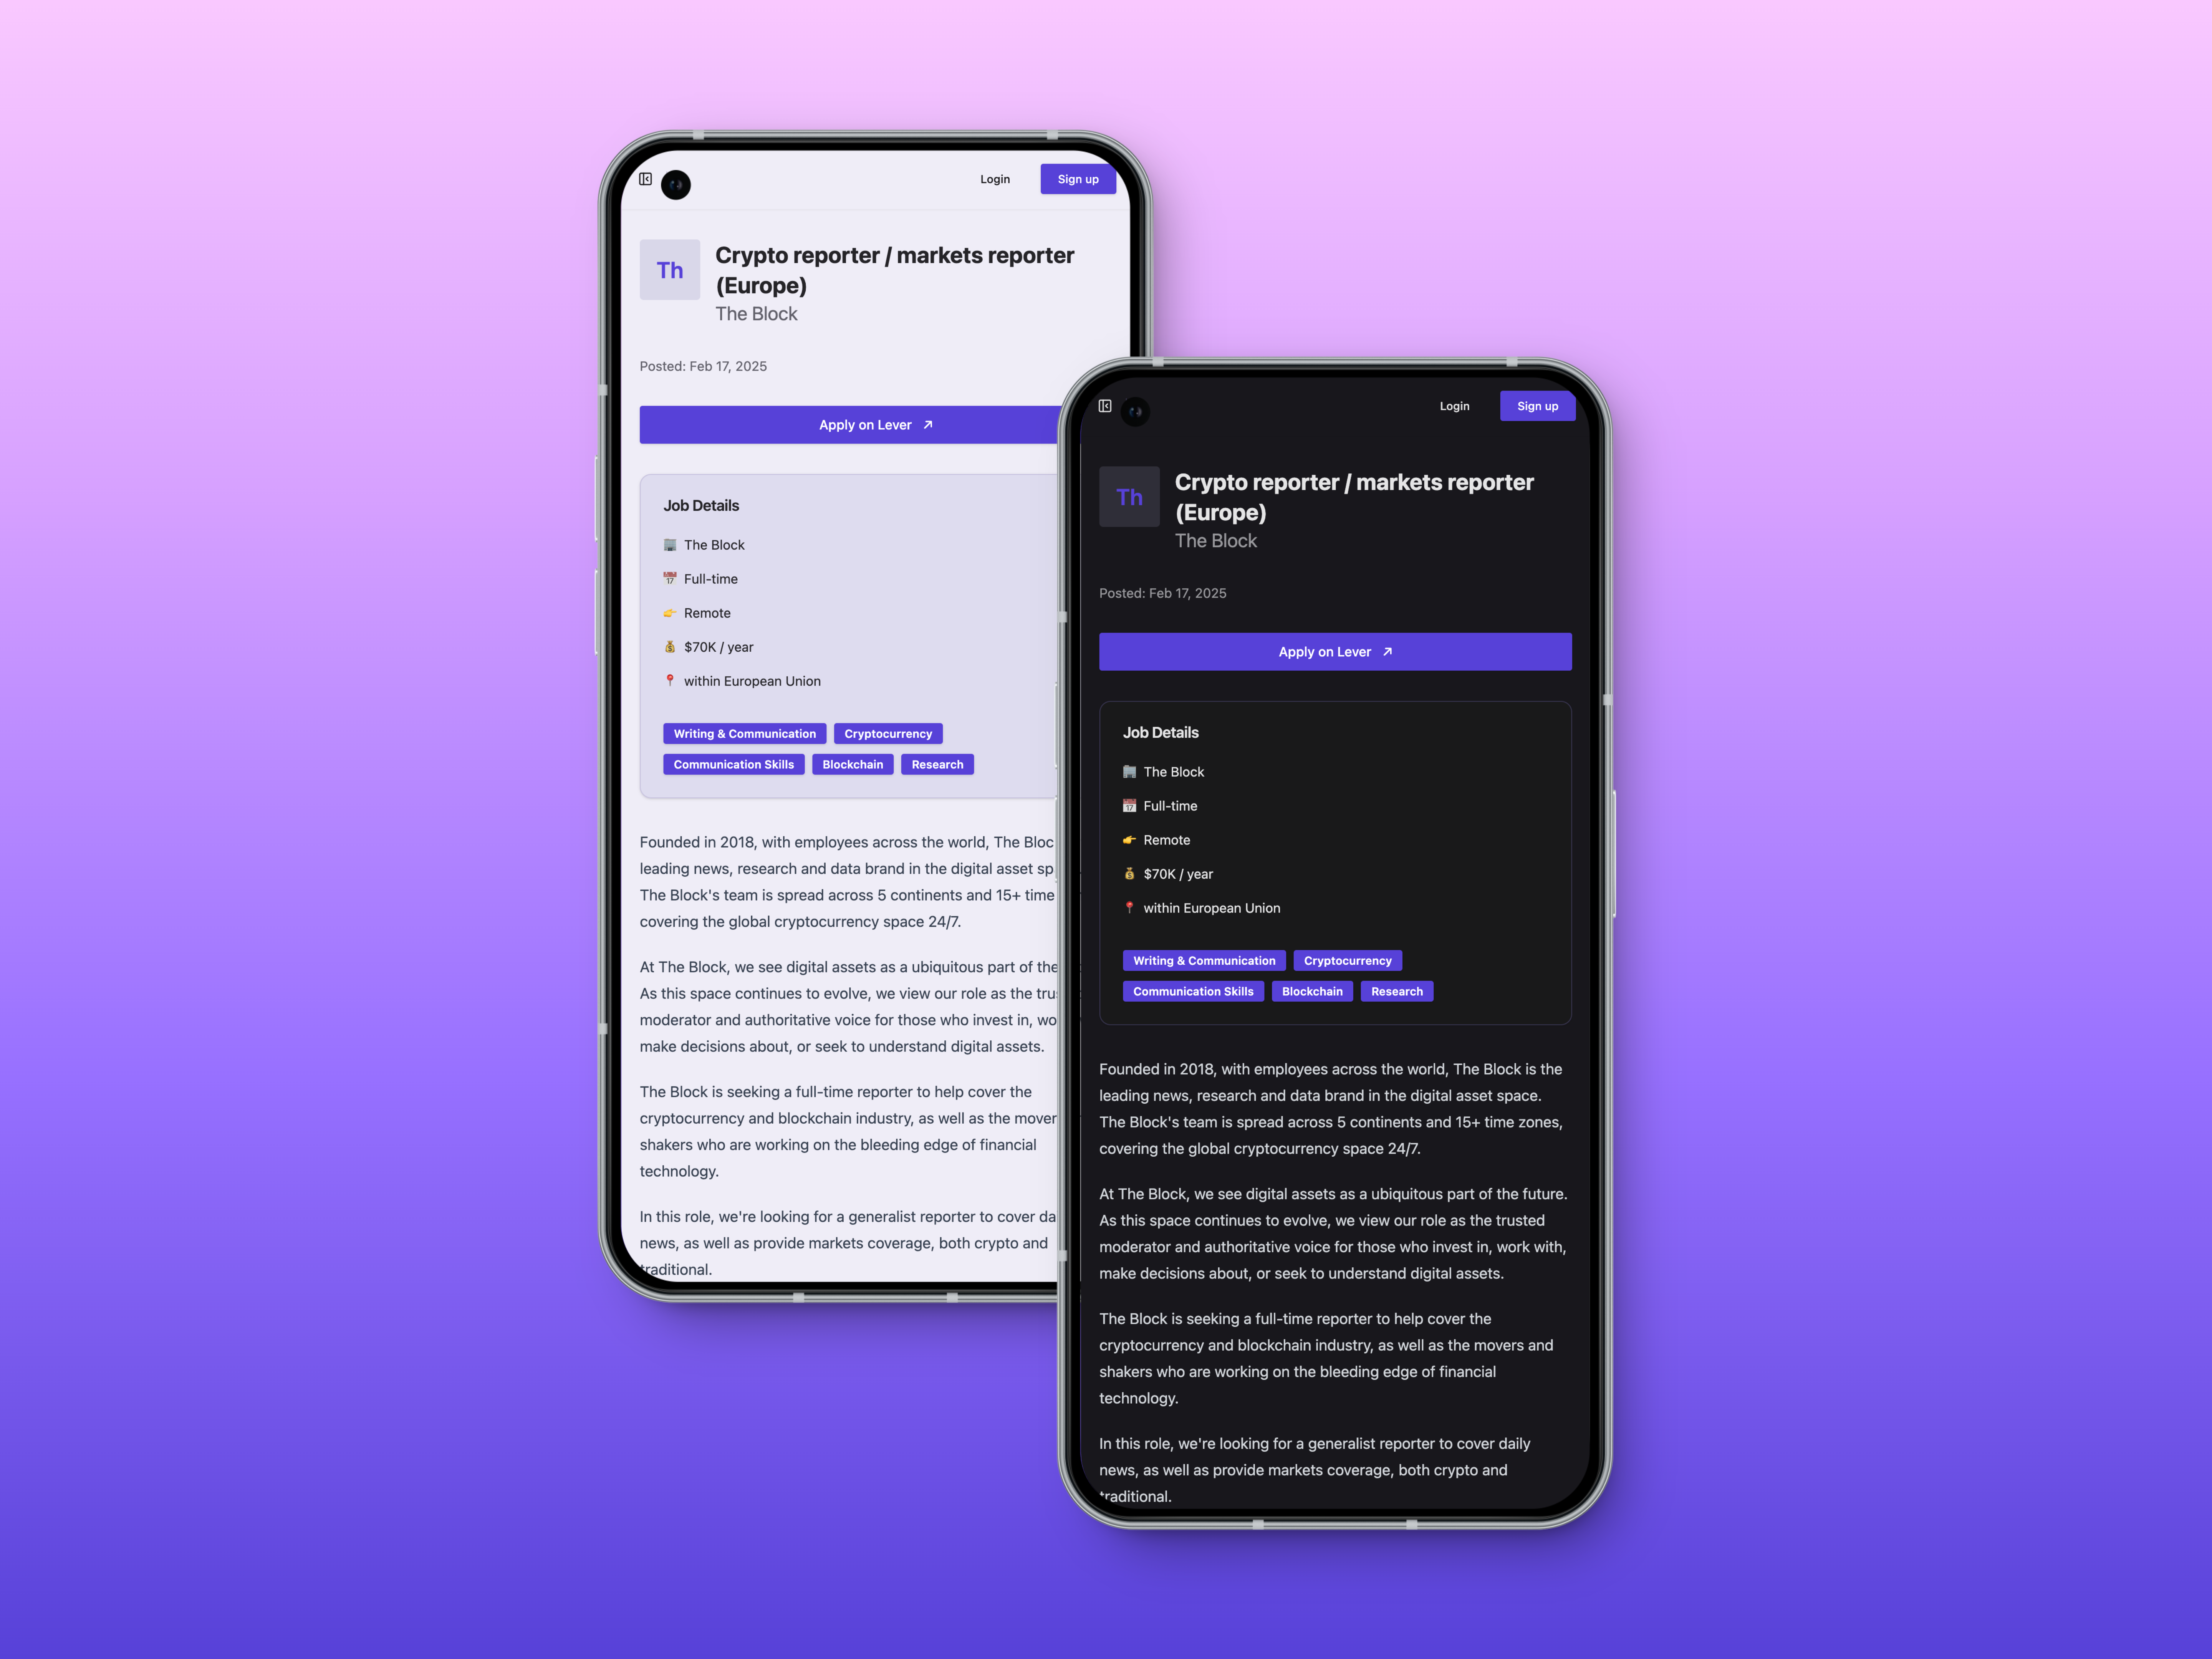 Login
Sign up
Th
Crypto reporter / markets reporter
(Europe)
The Block
Posted: Feb 17, 2025
Apply on Lever
Job Details
The Block
Full-time
Remote
$70K / year
within European Union
Writing & Communication
Cryptocurrency
Communication Skills
Blockchain
Research
Founded in 2018, with employees across the world, The Bloc
leading news, research and data brand in the digital asset sp
The Block's team is spread across 5 continents and 15+ time
covering the global cryptocurrency space 24/7.
At The Block, we see digital assets as a ubiquitous part of the
As this space continues to evolve, we view our role as the tru
moderator and authoritative voice for those who invest in, wo
make decisions about, or seek to understand digital assets.
The Block is seeking a full-time reporter to help cover the
cryptocurrency and blockchain industry, as well as the mover
shakers who are working on the bleeding edge of financial
technology.
In this role, we're looking for a generalist reporter to cover da
news, as well as provide markets coverage, both crypto and
traditional.
Login
Sign up
Th
Crypto reporter / markets reporter
(Europe)
The Block
Posted: Feb 17, 2025
Apply on Lever
Job Details
The Block
Full-time
Remote
$70K / year
within European Union
Writing & Communication
Cryptocurrency
Communication Skills
Blockchain
Research
Founded in 2018, with employees across the world, The Block is the
leading news, research and data brand in the digital asset space.
The Block's team is spread across 5 continents and 15+ time zones,
covering the global cryptocurrency space 24/7.
At The Block, we see digital assets as a ubiquitous part of the future.
As this space continues to evolve, we view our role as the trusted
moderator and authoritative voice for those who invest in, work with,
make decisions about, or seek to understand digital assets.
The Block is seeking a full-time reporter to help cover the
cryptocurrency and blockchain industry, as well as the movers and
shakers who are working on the bleeding edge of financial
technology.
In this role, we're looking for a generalist reporter to cover daily
news, as well as provide markets coverage, both crypto and
traditional.